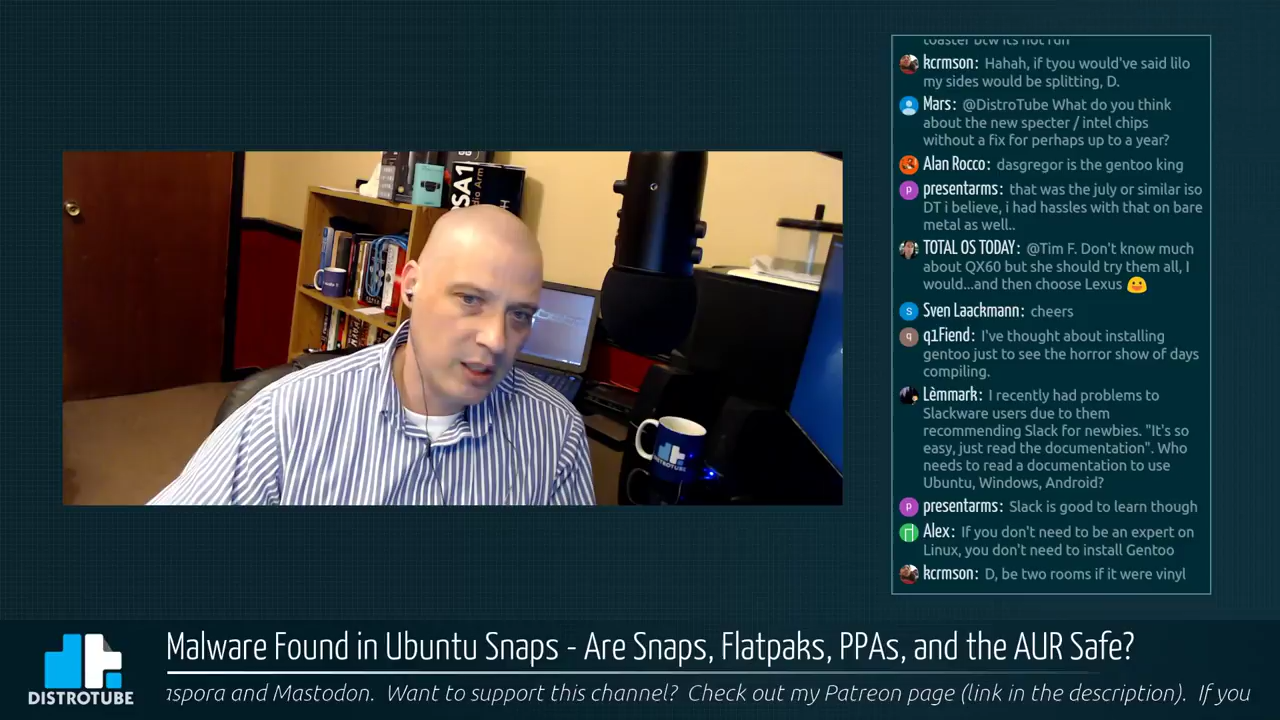 toaster btw its not fun
kcrmson: Hahah, if tyou would've said lilo
my sides would be splitting, D.
Mars: @DistroTube What do you think
about the new specter / intel chips
without a fix for perhaps up to a year?
Alan Rocco: dasgregor is the gentoo king
presentarms: that was the july or similar iso
DT i believe, i had hassles with that on bare
metal as well..
TOTAL OS TODAY: @Tim F. Don't know much
about QX60 but she should try them all, I
would...and then choose Lexus
Sven Laackmann: cheers
q1Fiend: I've thought about installing
gentoo just to see the horror show of days
compiling.
Lèmmark: I recently had problems to
Slackware users due to them
recommending Slack for newbies. "It's so
easy, just read the documentation". Who
needs to read a documentation to use
Ubuntu, Windows, Android?
presentarms: Slack is good to learn though
Alex: If you don't need to be an expert on
Linux, you don't need to install Gentoo
kcrmson: D, be two rooms if it were vinyl
PSA1
DISTROTUBE
Malware Found in Ubuntu Snaps - Are Snaps, Flatpaks, PPAs, and the AUR Safe?
aspora and Mastodon. Want to support this channel? Check out my Patreon page (link in the description). If you
DISTROTUBE